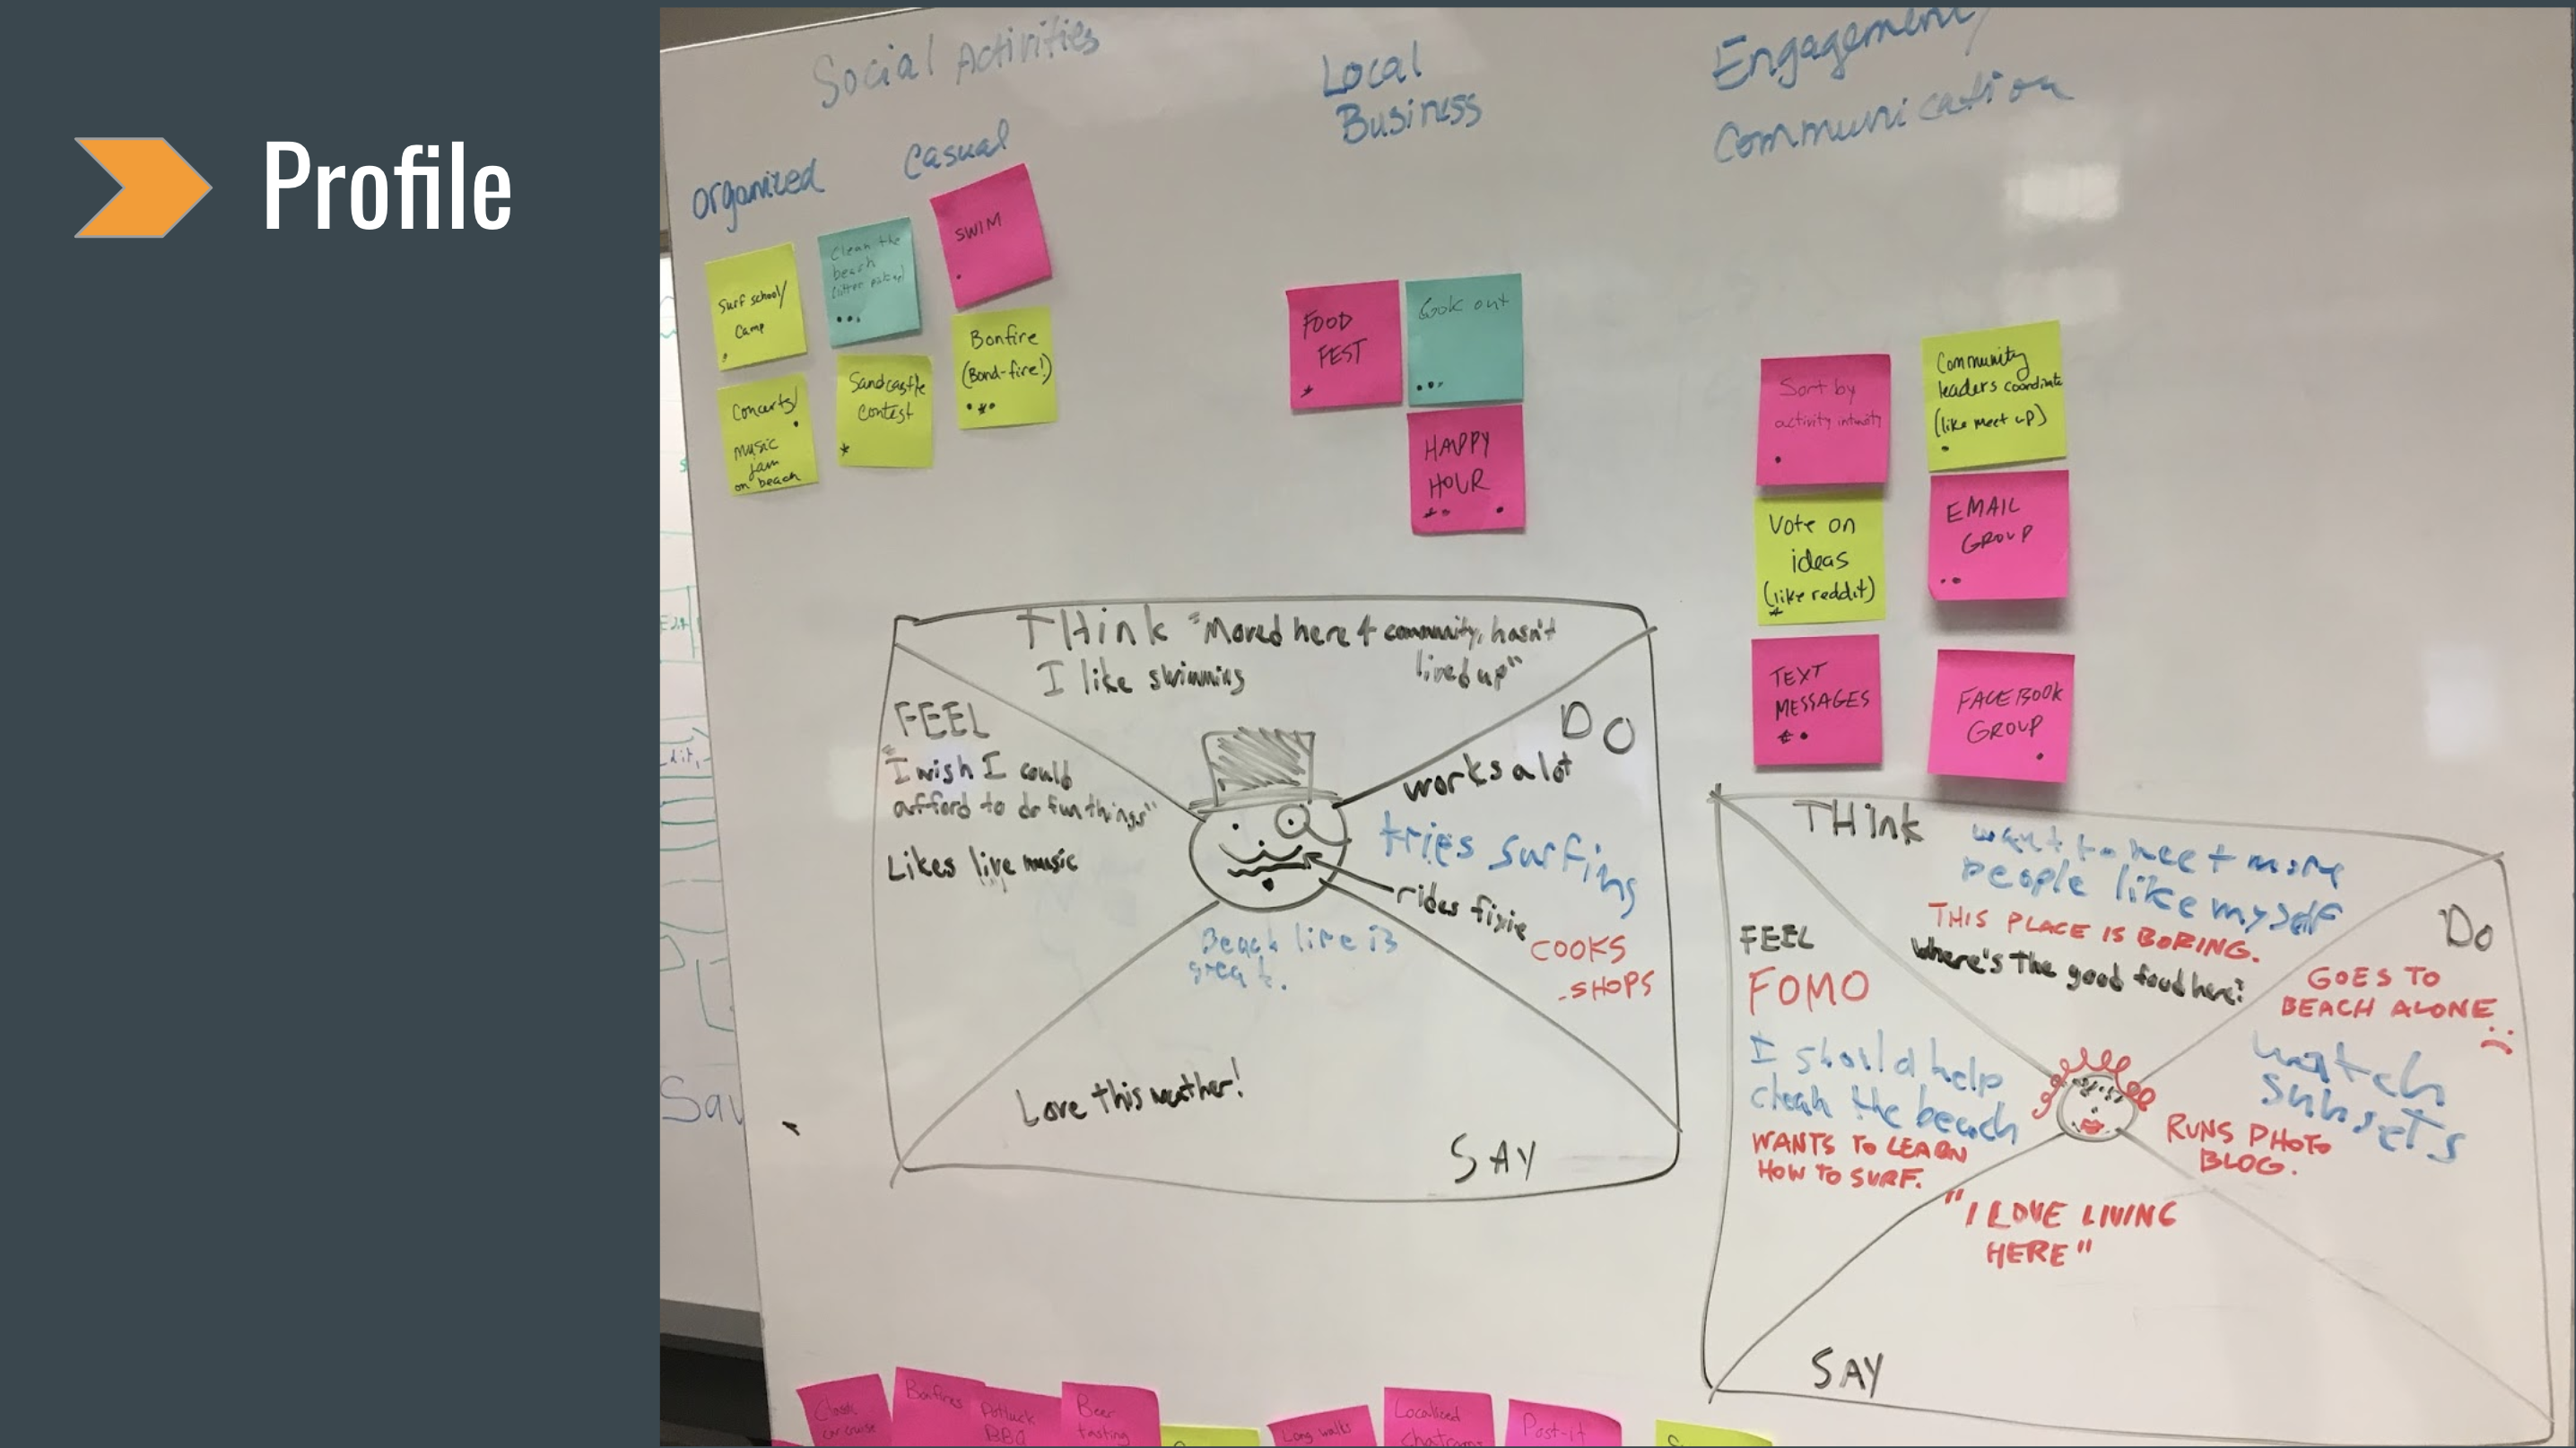 Profile
Social Activities
Local
Business
Engagement/
Communication
organized
Casual
Surf school/
Camp
Clean the
beach
(litter pick up)
SWIM
Concerts/
music
jam
on beach
Sandcastle
contest
Bonfire
(Bond-fire!)
FOOD
FEST
Cook out
HAPPY
HOUR
Sort by
activity intensity
Community
leaders coordinate
(like meet up)
Vote on
ideas
(like reddit)
EMAIL
GROUP
TEXT
MESSAGES
FACEBOOK
GROUP
THink "Moved here 4 community, hasn't
lived up"
I like swimming
FEEL
"I wish I could
afford to do fun things"
Likes live music
DO
works a lot
tries surfing
rides fixie
COOKS
-SHOPS
Beach life is
great.
Love this weather!
SAY
THink
want to meet more
people like myself
THIS PLACE IS BORING.
Where's the good food here?
FEEL
FOMO
I should help
clean the beach
WANTS TO LEARN
HOW TO SURF.
Do
GOES TO
BEACH ALONE
watch
sunsets
RUNS PHOTO
BLOG.
"I LOVE LIVING
HERE"
SAY
Sav
Classic
car cruise
Bonfires
Potluck
BBQ
Beer
tasting
Long walks
Localized
chatroom
Post-it